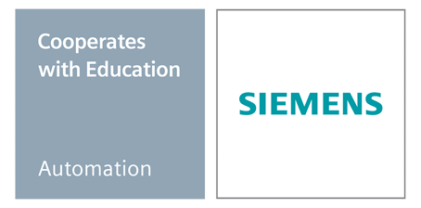 Cooperates
with Education
Automation
SIEMENS